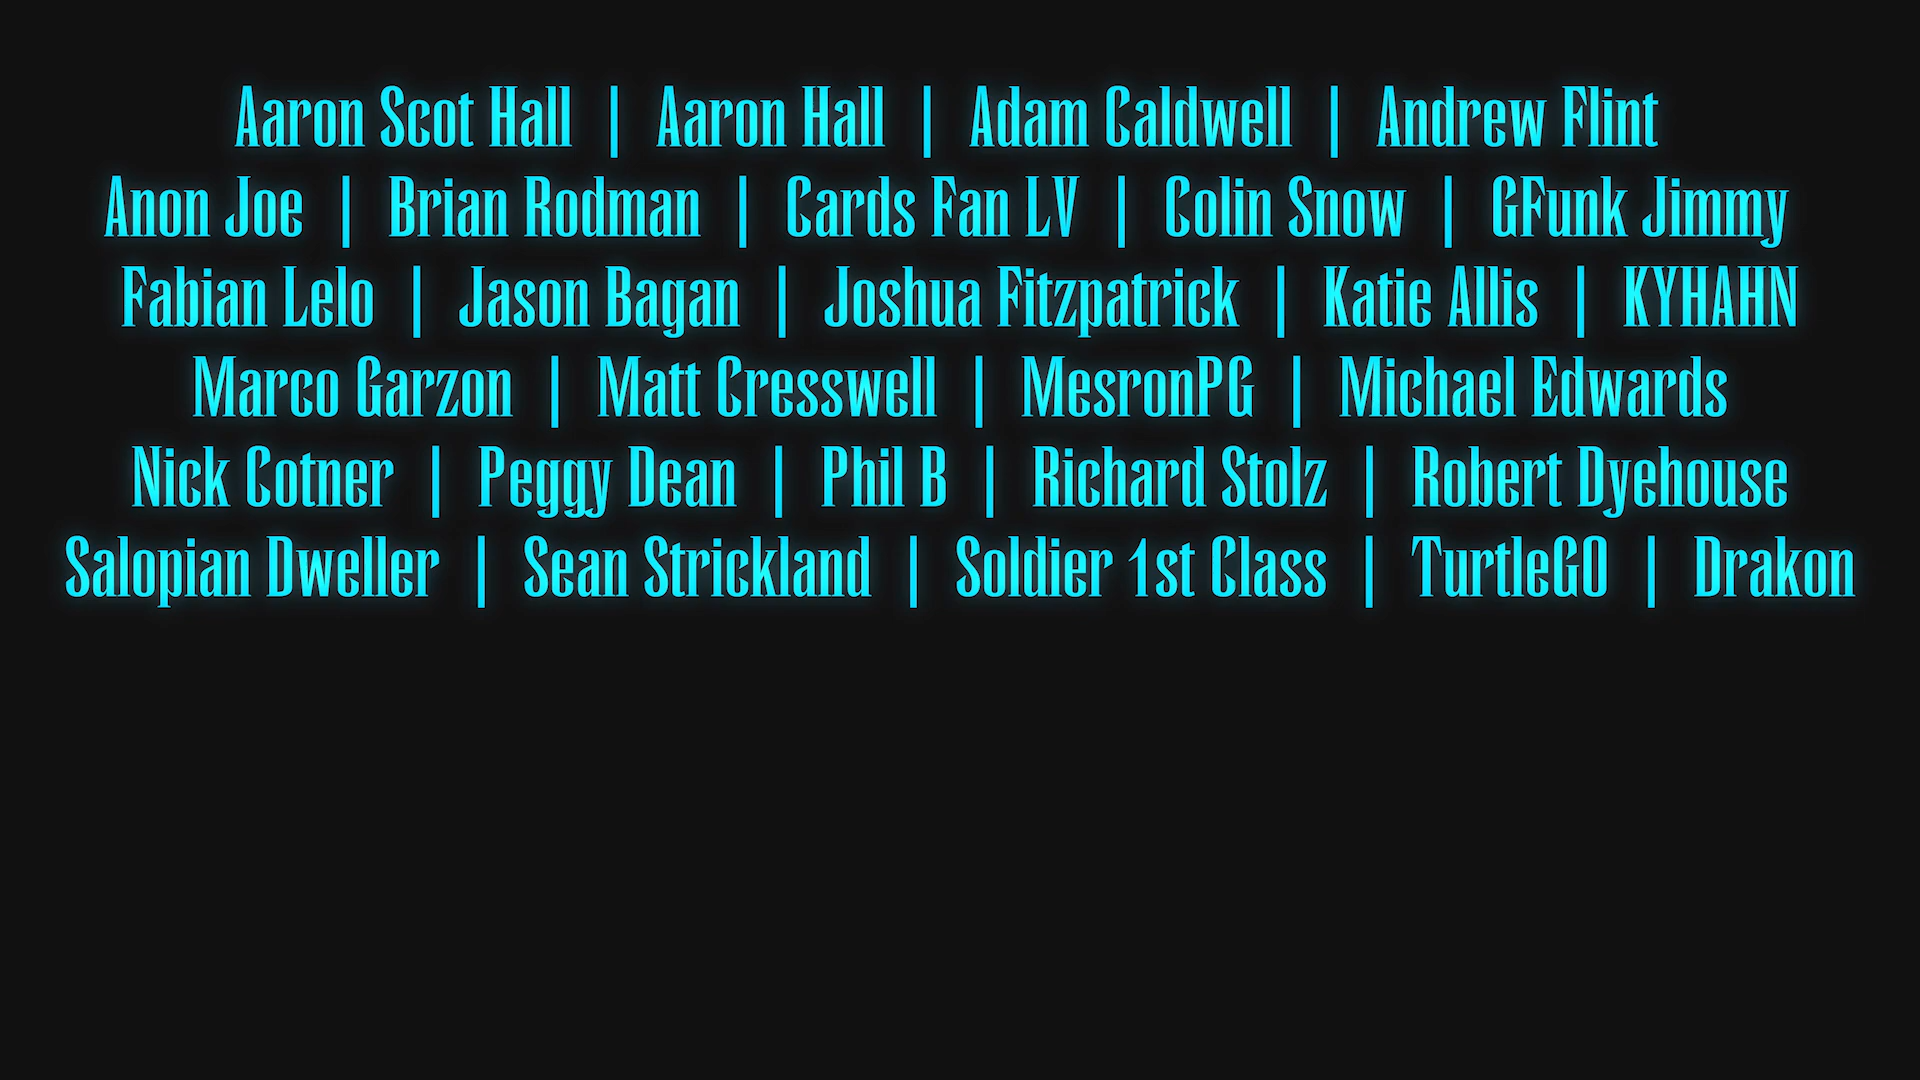 Aaron Scot Hall | Aaron Hall | Adam Caldwell | Andrew Flint
Anon Joe | Brian Rodman | Cards Fan LV | Colin Snow | GFunk Jimmy
Fabian Lelo | Jason Bagan | Joshua Fitzpatrick | Katie Allis | KYHAHN
Marco Garzon | Matt Cresswell | MesronPG | Michael Edwards
Nick Cotner | Peggy Dean | Phil B | Richard Stolz | Robert Dyehouse
Salopian Dweller | Sean Strickland | Soldier 1st Class | TurtleGO | Drakon